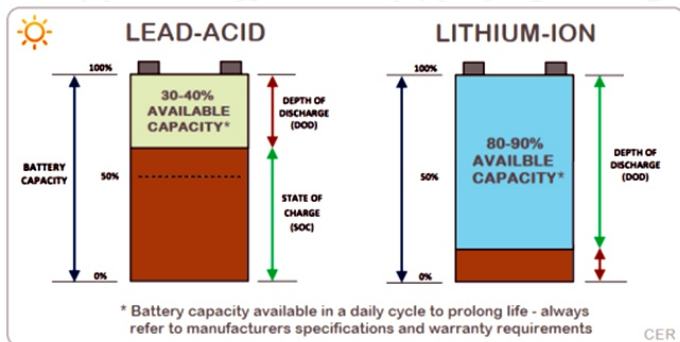 LEAD-ACID
LITHIUM-ION
100%
30-40%
AVAILABLE
CAPACITY*
DEPTH OF
DISCHARGE
(DOD)
BATTERY
CAPACITY
50%
STATE OF
CHARGE
(SOC)
0%
100%
80-90%
AVAILBLE
CAPACITY*
DEPTH OF
DISCHARGE
(DOD)
50%
0%
* Battery capacity available in a daily cycle to prolong life - always
refer to manufacturers specifications and warranty requirements
CER